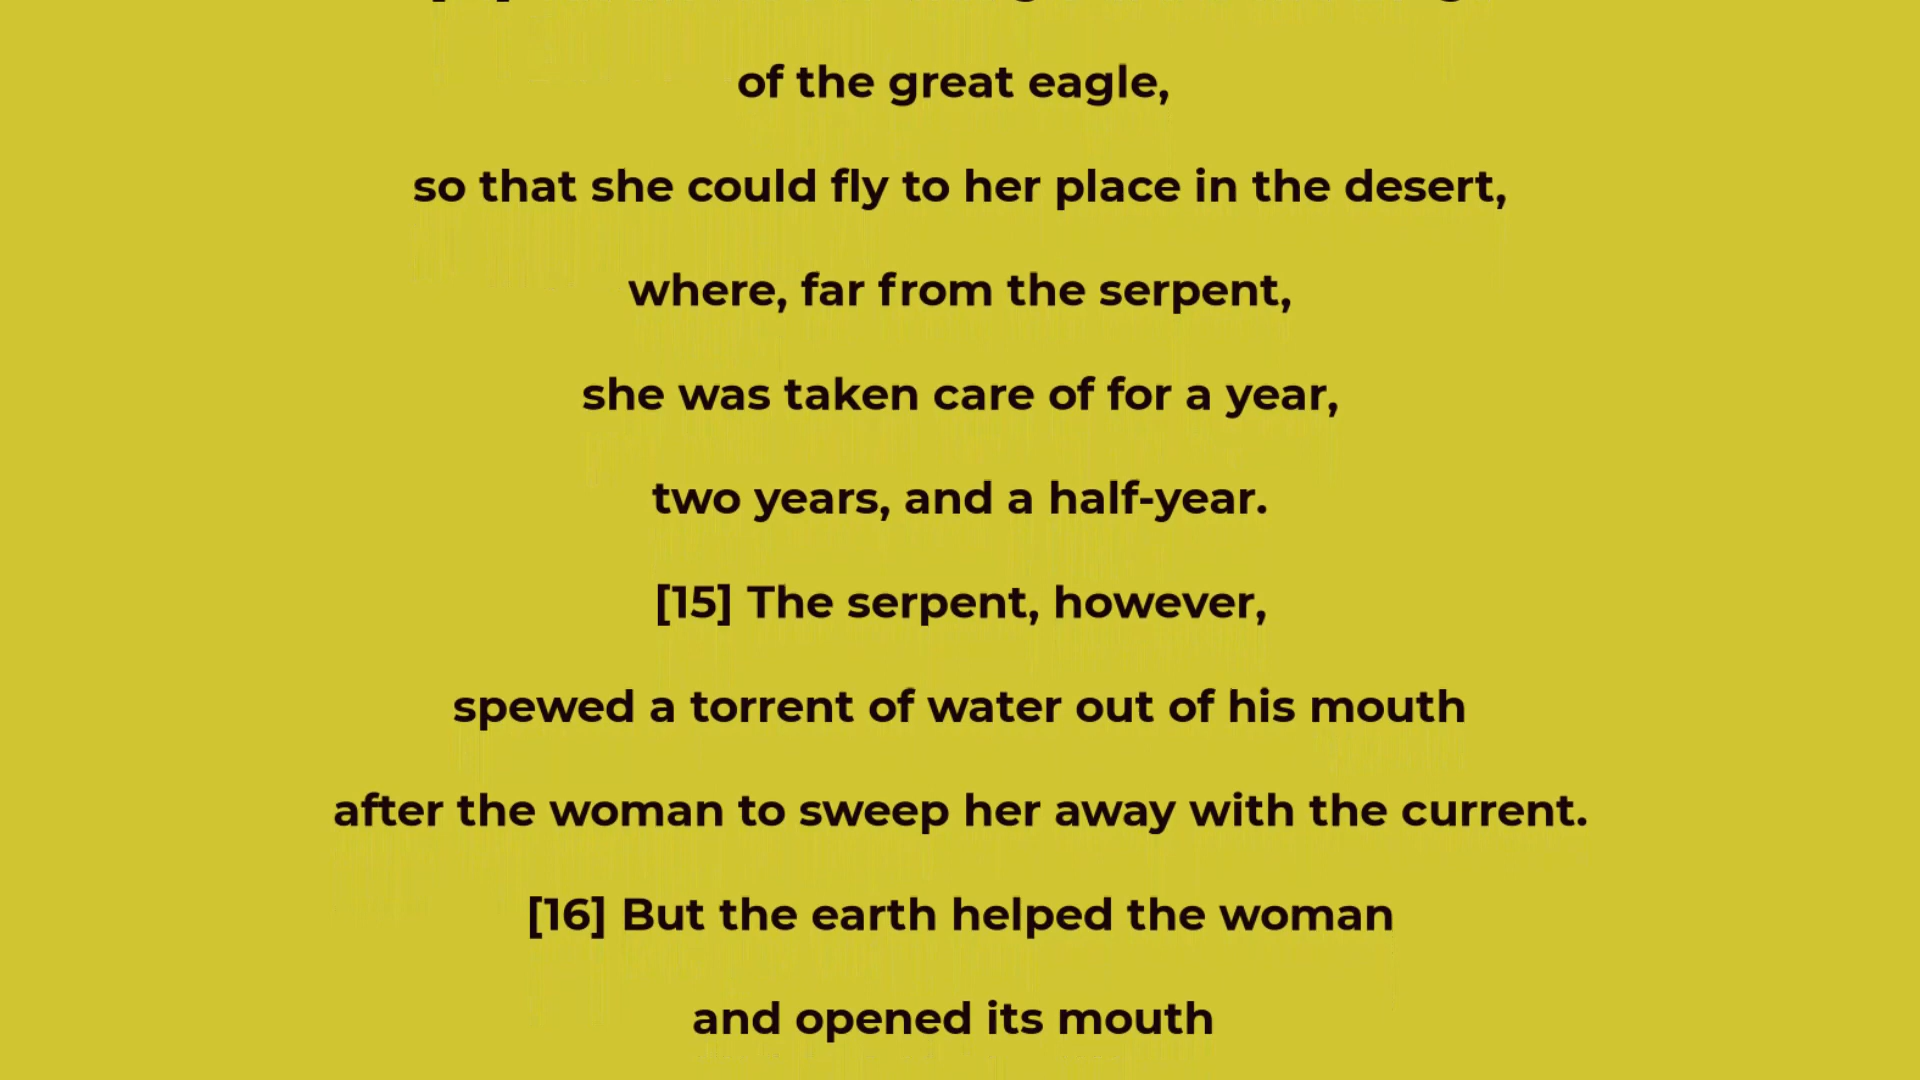 of the great eagle,
so that she could fly to her place in the desert,
where, far from the serpent,
she was taken care of for a year,
two years, and a half-year.
[15] The serpent, however,
spewed a torrent of water out of his mouth
after the woman to sweep her away with the current.
[16] But the earth helped the woman
and opened its mouth